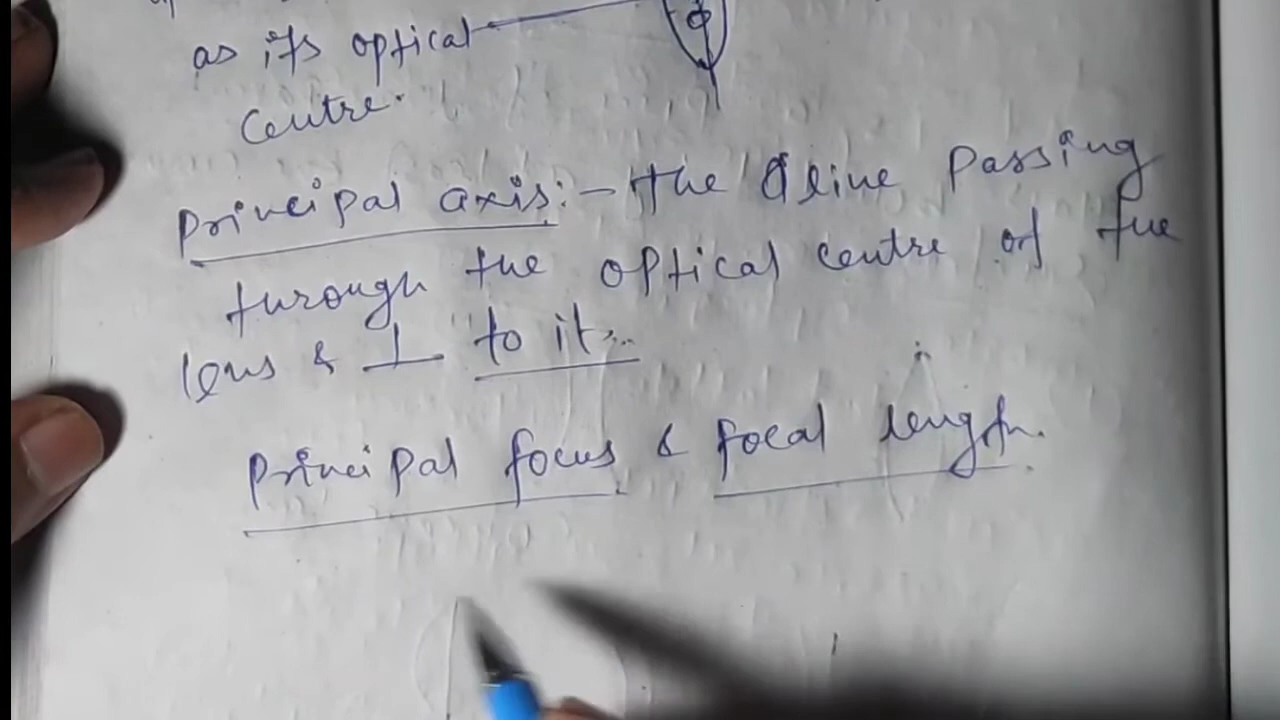 as its optical
Centre.
Principal axis:- the line Passing
through the optical centre of the
lens & ⊥ to it.
Principal focus & focal length.